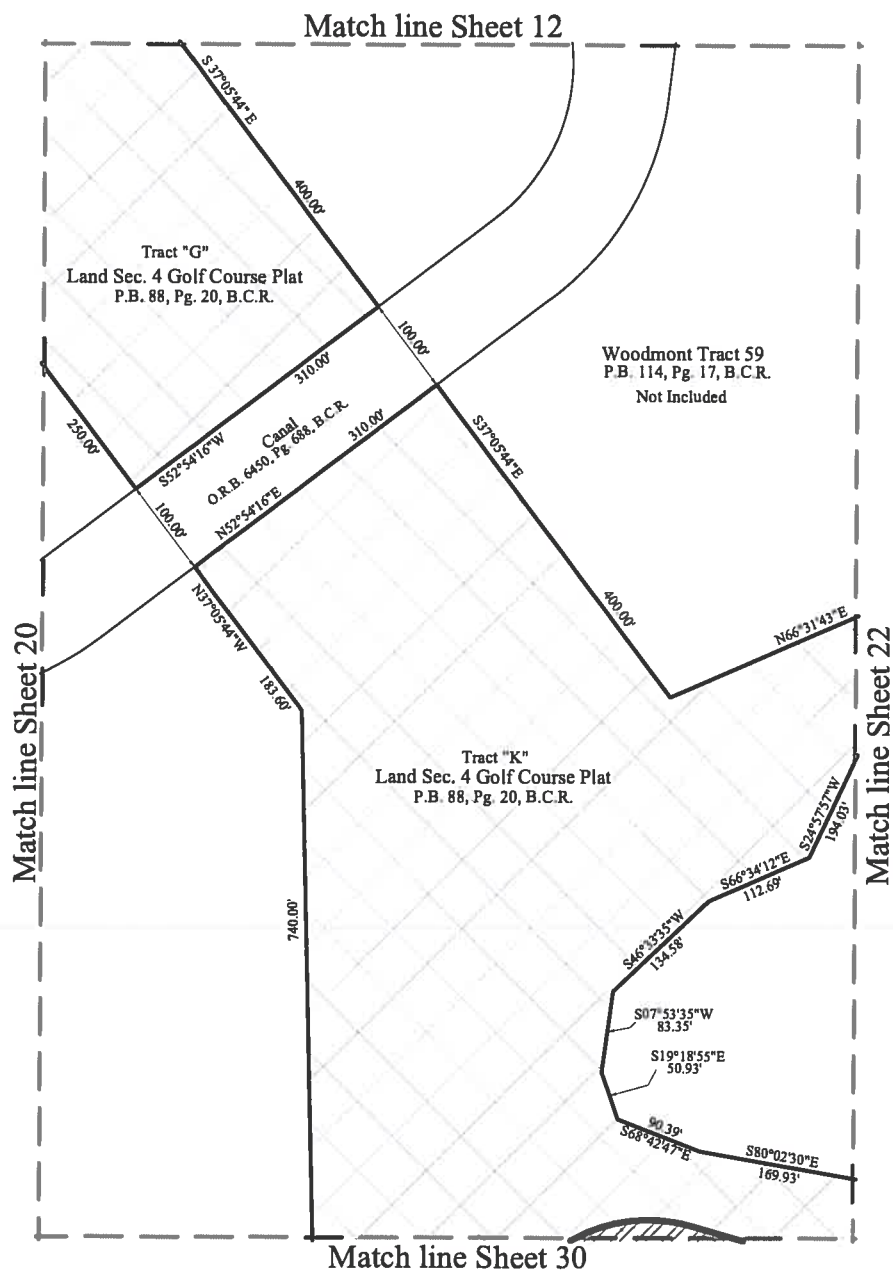 Match line Sheet 12
S 37°05'44" E
400.00'
Tract "G"
Land Sec. 4 Golf Course Plat
P.B. 88, Pg. 20, B.C.R.
100.00'
310.00'
Woodmont Tract 59
P.B. 114, Pg. 17, B.C.R.
Not Included
250.00'
S52°54'16"W
Canal
O.R.B. 6450, Pg. 688, B.C.R.
310.00'
S37°05'44"E
100.00'
N52°54'16"E
N37°05'44"W
183.60'
400.00'
N66°31'43"E
Match line Sheet 20
Match line Sheet 22
Tract "K"
Land Sec. 4 Golf Course Plat
P.B. 88, Pg. 20, B.C.R.
S24°57'57"W
194.03'
S66°34'12"E
112.69'
740.00'
S46°33'35"W
134.58'
S07°53'35"W
83.35'
S19°18'55"E
50.93'
90.39'
S68°42'47"E
S80°02'30"E
169.93'
Match line Sheet 30